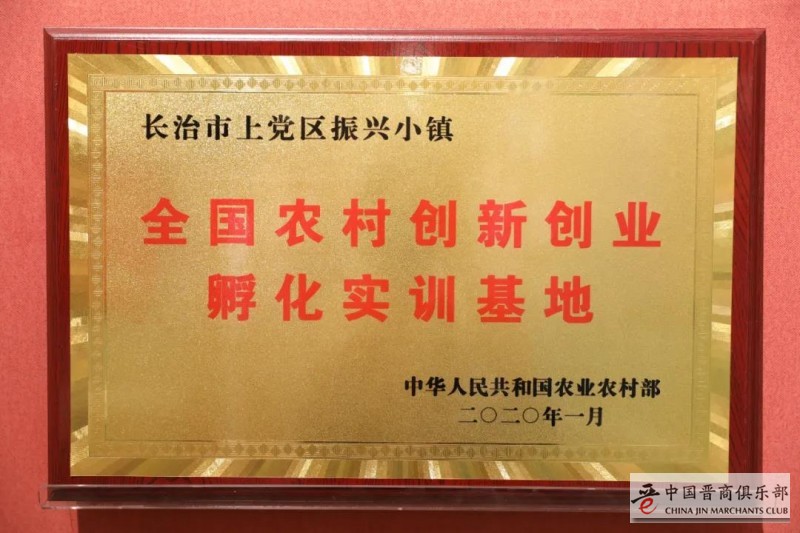 长治市上党区振兴小镇
全国农村创新创业
孵化实训基地
中华人民共和国农业农村部
二〇二〇年一月
中国晋商俱乐部
CHINA JIN MARCHANTS CLUB